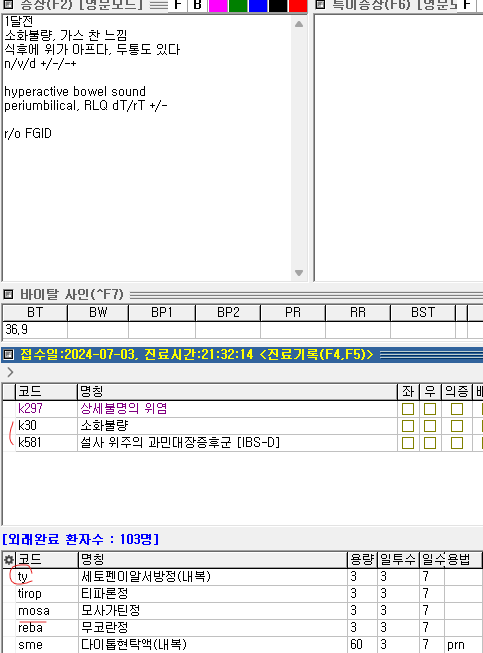 증상(F2) [영문모드] F B
특이증상(F6) [영문모드 F
1달전
소화불량, 가스 찬 느낌
식후에 위가 아프다, 두통도 있다
n/v/d +/-/-+
hyperactive bowel sound
periumbilical, RLQ dT/rT +/-
r/o FGID
바이탈 사인(^F7)
BT BW BP1 BP2 PR RR BST
36.9
접수일:2024-07-03, 진료시간:21:32:14 <진료기록(F4,F5)>
코드 명칭 좌 우 의증
k297 상세불명의 위염
k30 소화불량
k581 설사 위주의 과민대장증후군 [IBS-D]
[외래완료 환자수 : 103명]
코드 명칭 용량 일투수 일수 용법
ty 세토펜이알서방정(내복) 3 3 7
tirop 티파론정 3 3 7
mosa 모사가틴정 3 3 7
reba 무코란정 3 3 7
sme 다이톱현탁액(내복) 60 3 7 prn